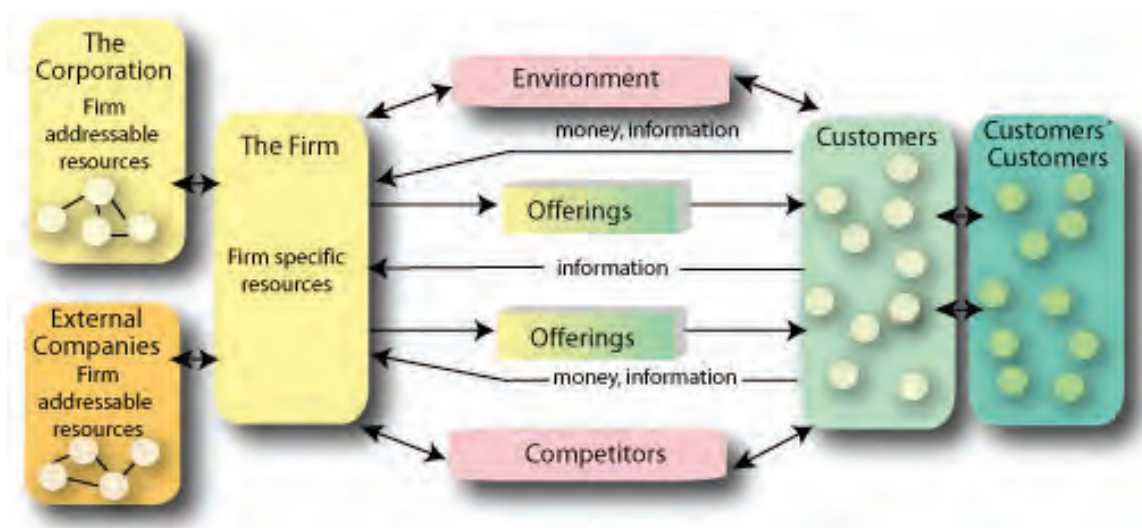 The
Corporation
Firm
addressable
resources
External
Companies
Firm
addressable
resources
The Firm
Firm specific
resources
Environment
money, information
Offerings
information
Offerings
money, information
Competitors
Customers
Customers´
Customers